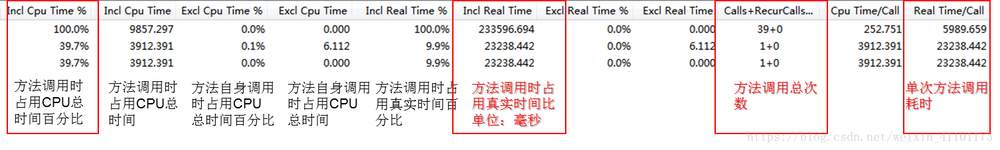 Incl Cpu Time % Incl Cpu Time Excl Cpu Time % Excl Cpu Time Incl Real Time % Incl Real Time Excl Real Time % Excl Real Time Calls+RecurCalls... Cpu Time/Call Real Time/Call
100.0% 9857.297 0.0% 0.000 100.0% 233596.694 0.0% 0.000 39+0 252.751 5989.659
39.7% 3912.391 0.1% 6.112 9.9% 23238.442 0.0% 6.112 1+0 3912.391 23238.442
39.7% 3912.391 0.0% 0.000 9.9% 23238.442 0.0% 0.000 1+0 3912.391 23238.442
方法调用时
占用CPU总
时间百分比
方法调用时
占用CPU总
时间
方法自身调用
时占用CPU
总时间百分比
方法自身调用
时占用CPU
总时间
方法调用时占
用真实时间百
分比
方法调用时占
用真实时间比
单位：毫秒
方法调用总次
数
单次方法调用
耗时
https://blog.csdn.net/weixin_41101173